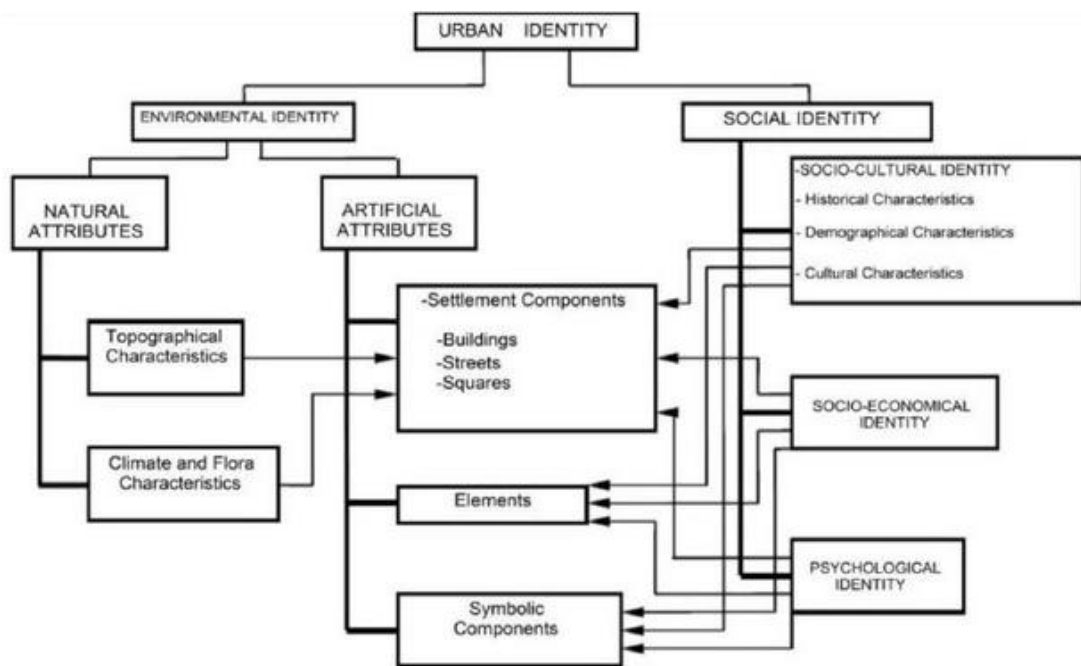 URBAN IDENTITY
ENVIRONMENTAL IDENTITY
SOCIAL IDENTITY
NATURAL
ATTRIBUTES
ARTIFICIAL
ATTRIBUTES
-SOCIO-CULTURAL IDENTITY
- Historical Characteristics
- Demographical Characteristics
- Cultural Characteristics
-Settlement Components
-Buildings
-Streets
-Squares
Topographical
Characteristics
SOCIO-ECONOMICAL
IDENTITY
Climate and Flora
Characteristics
Elements
PSYCHOLOGICAL
IDENTITY
Symbolic
Components